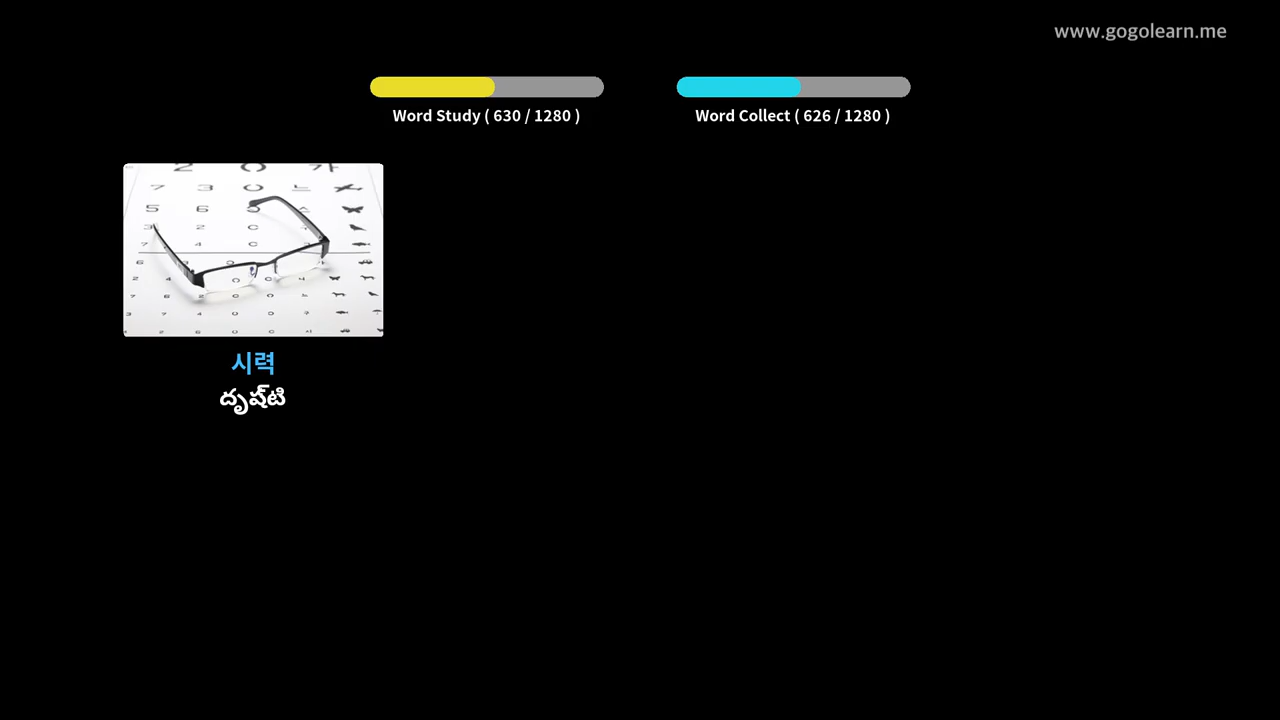 www.gogolearn.me
Word Study ( 630 / 1280 )
Word Collect ( 626 / 1280 )
시력
దృష్‌టి